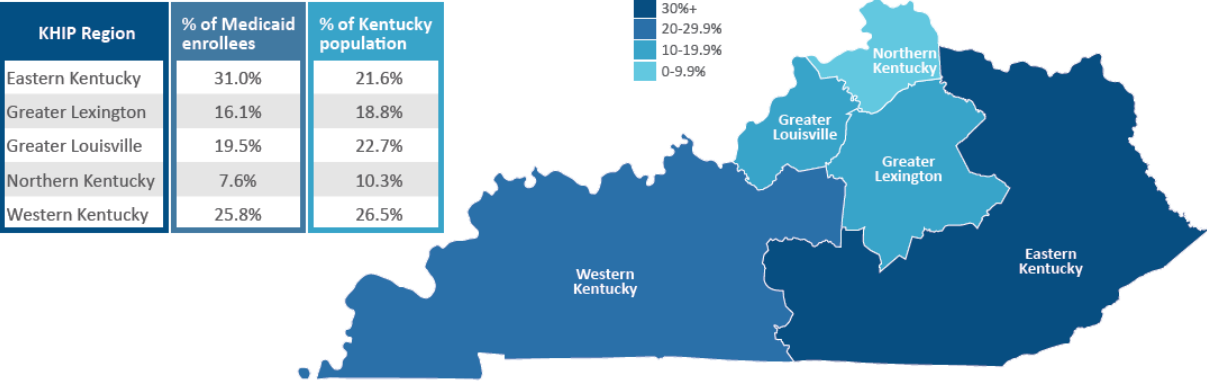 KHIP Region % of Medicaid enrollees % of Kentucky population
Eastern Kentucky 31.0% 21.6%
Greater Lexington 16.1% 18.8%
Greater Louisville 19.5% 22.7%
Northern Kentucky 7.6% 10.3%
Western Kentucky 25.8% 26.5%
30%+
20-29.9%
10-19.9%
0-9.9%
Northern
Kentucky
Greater
Louisville
Greater
Lexington
Eastern
Kentucky
Western
Kentucky